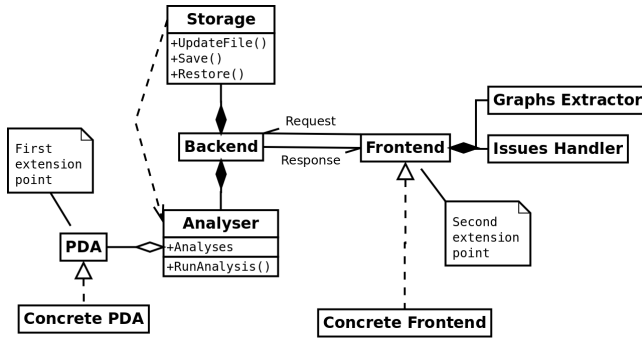 Storage
+UpdateFile()
+Save()
+Restore()
Request
Graphs Extractor
Backend
Frontend
Issues Handler
Response
First
extension
point
Analyser
+Analyses
+RunAnalysis()
PDA
Second
extension
point
Concrete PDA
Concrete Frontend